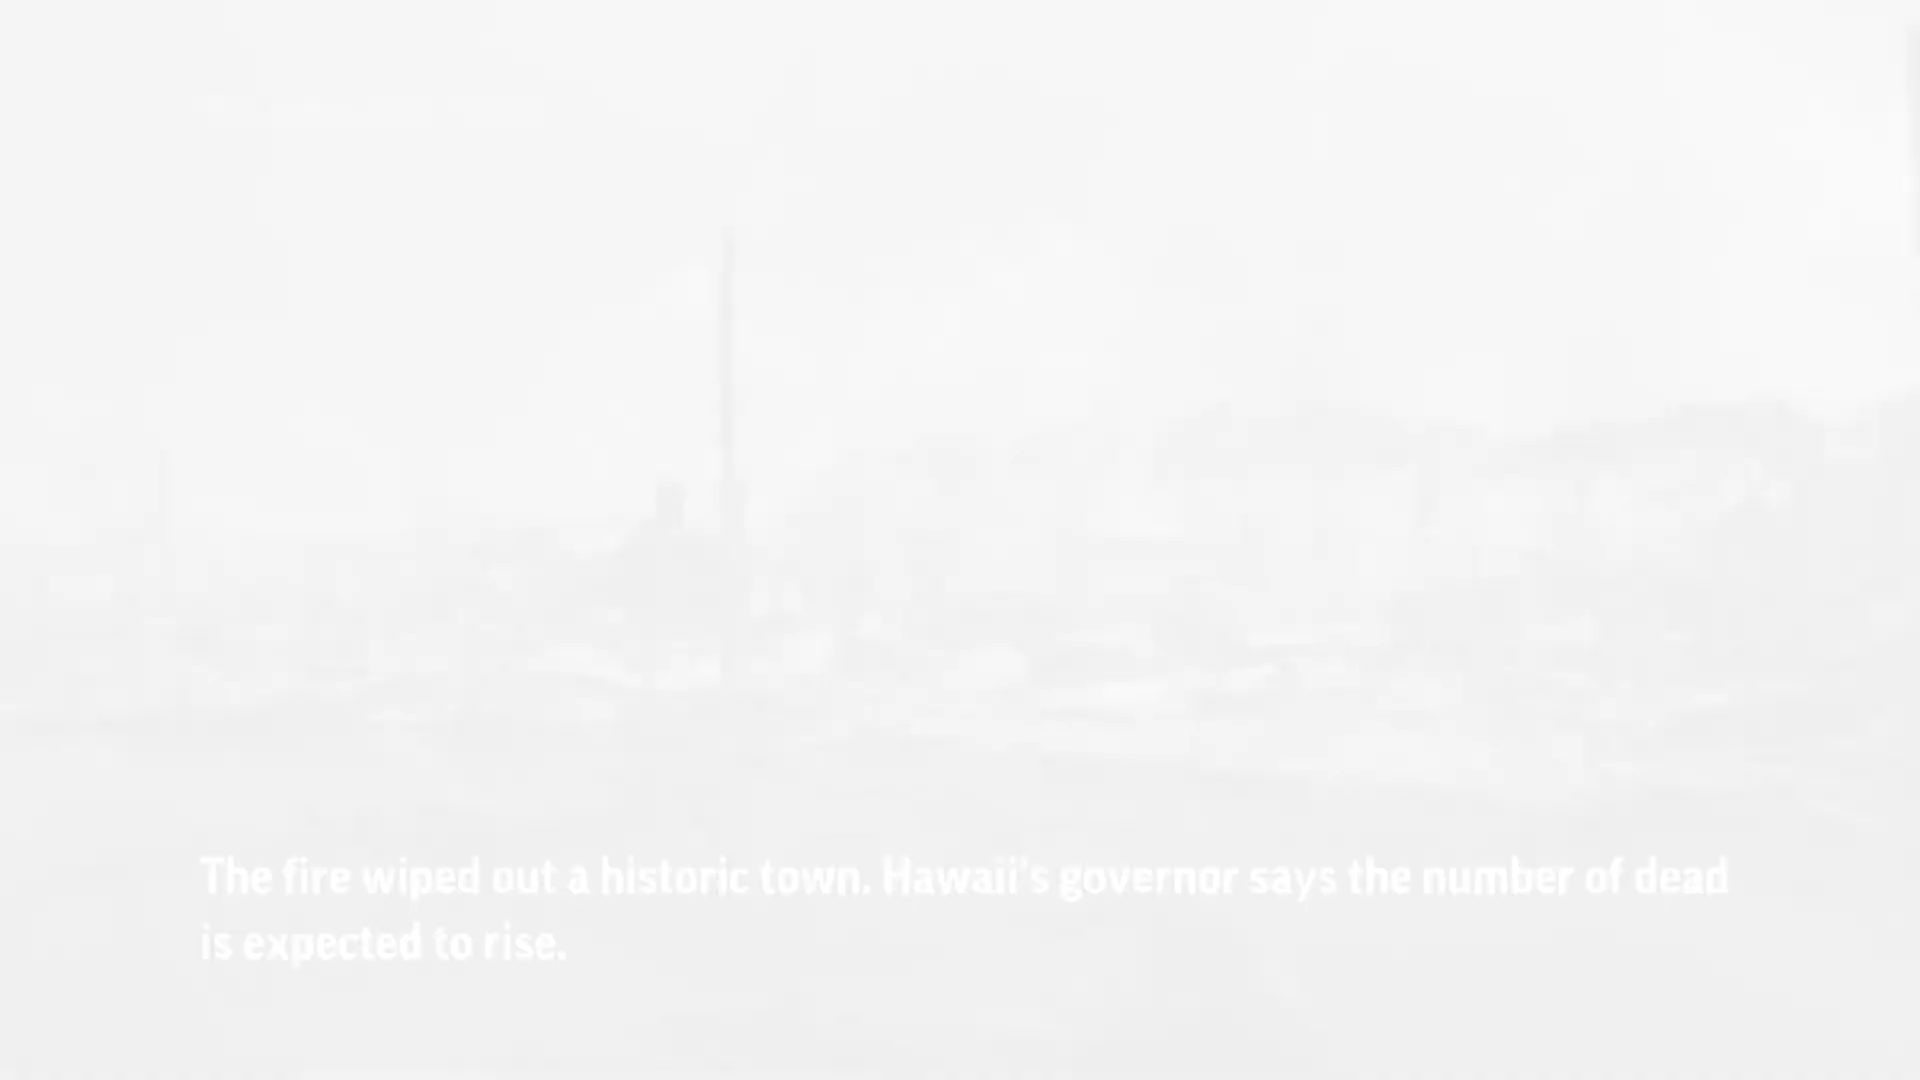 The fire wiped out a historic town. Hawaii's governor says the number of dead
is expected to rise.